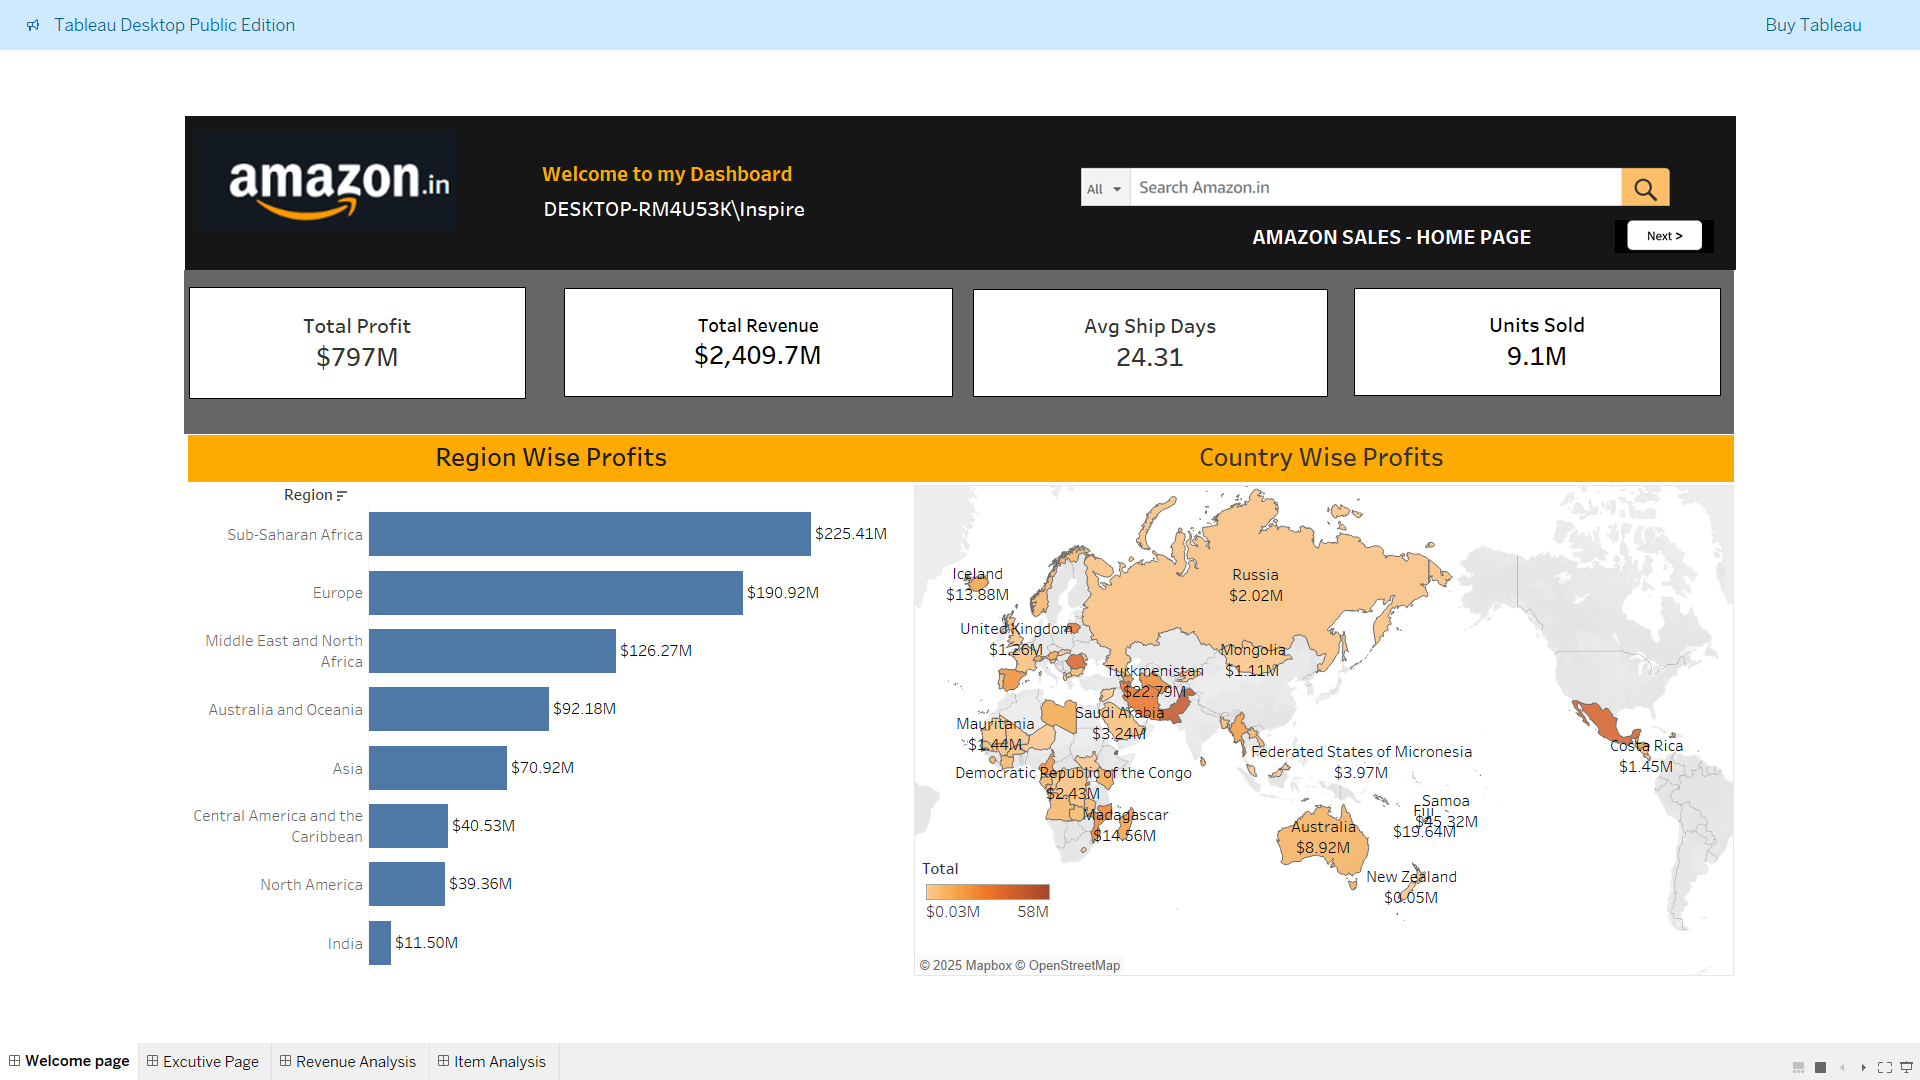 Tableau Desktop Public Edition
Buy Tableau
amazon.in
Welcome to my Dashboard
DESKTOP-RM4U53K\Inspire
All
Search Amazon.in
AMAZON SALES - HOME PAGE
Next >
Total Profit
$797M
Total Revenue
$2,409.7M
Avg Ship Days
24.31
Units Sold
9.1M
Region Wise Profits
Country Wise Profits
Region
Sub-Saharan Africa
$225.41M
Europe
$190.92M
Middle East and North
Africa
$126.27M
Australia and Oceania
$92.18M
Asia
$70.92M
Central America and the
Caribbean
$40.53M
North America
$39.36M
India
$11.50M
Iceland
$13.88M
Russia
$2.02M
United Kingdom
$1.26M
Mongolia
$1.11M
Turkmenistan
$22.79M
Saudi Arabia
$3.24M
Mauritania
$1.44M
Federated States of Micronesia
$3.97M
Costa Rica
$1.45M
Democratic Republic of the Congo
$2.43M
Madagascar
$14.56M
Samoa
$45.32M
Fiji
$19.64M
Australia
$8.92M
New Zealand
$0.05M
Total
$0.03M
58M
© 2025 Mapbox © OpenStreetMap
Welcome page
Excutive Page
Revenue Analysis
Item Analysis